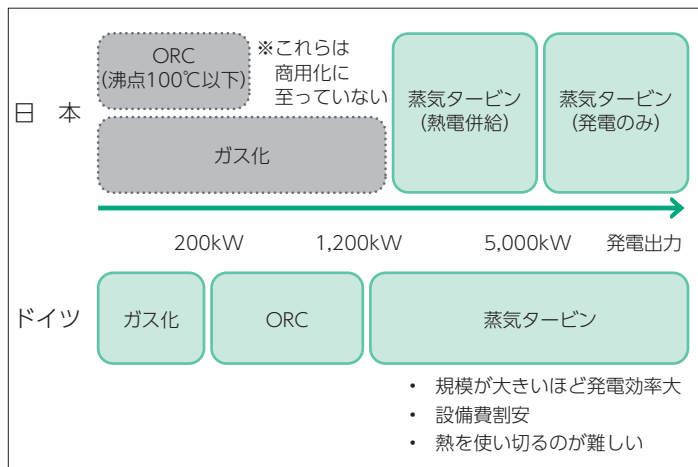 ORC
(沸点100℃以下)
※これらは
商用化に
至っていない
ガス化
蒸気タービン
(熱電併給)
蒸気タービン
(発電のみ)
日 本
200kW
1,200kW
5,000kW
発電出力
ドイツ
ガス化
ORC
蒸気タービン
・ 規模が大きいほど発電効率大
・ 設備費割安
・ 熱を使い切るのが難しい